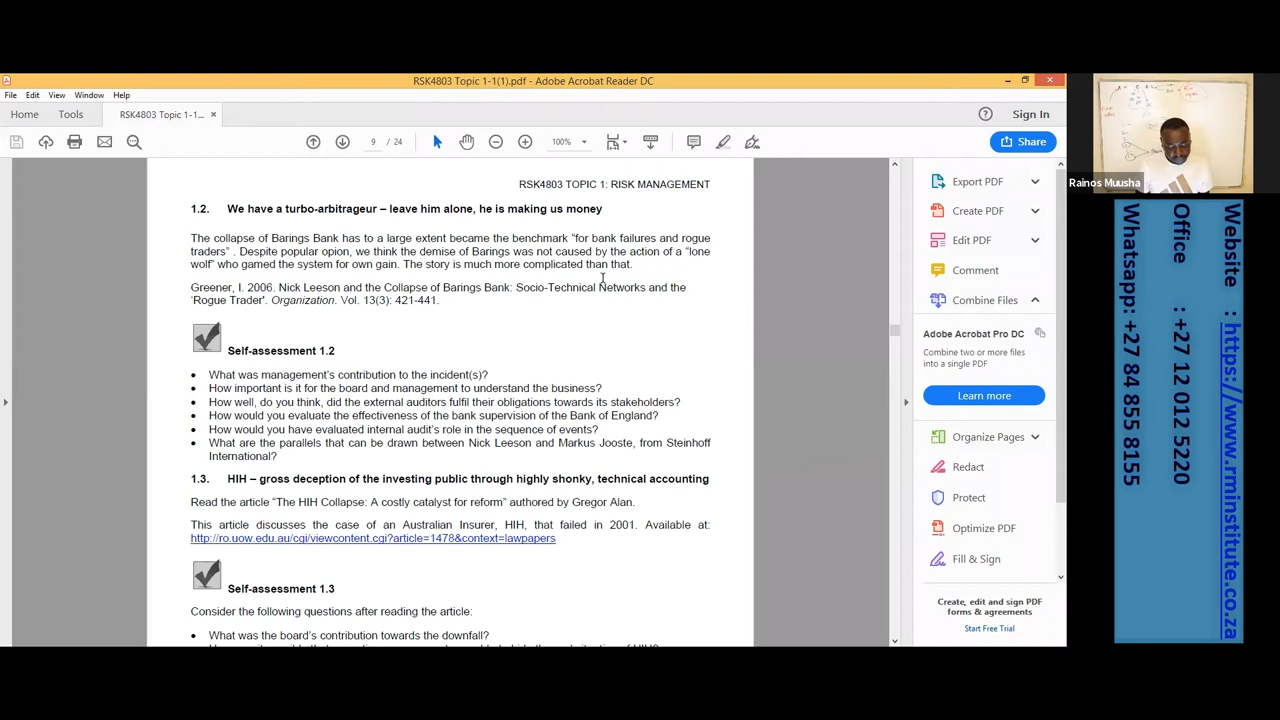 RSK4803 Topic 1-1(1).pdf - Adobe Acrobat Reader DC
File Edit View Window Help
Home Tools RSK4803 Topic 1-1... × Sign In
9 / 24 100% Share
RSK4803 TOPIC 1: RISK MANAGEMENT
1.2. We have a turbo-arbitrageur – leave him alone, he is making us money
The collapse of Barings Bank has to a large extent became the benchmark “for bank failures and rogue
traders” . Despite popular opion, we think the demise of Barings was not caused by the action of a “lone
wolf” who gamed the system for own gain. The story is much more complicated than that.
Greener, I. 2006. Nick Leeson and the Collapse of Barings Bank: Socio-Technical Networks and the
‘Rogue Trader’. Organization. Vol. 13(3): 421-441.
Self-assessment 1.2
• What was management’s contribution to the incident(s)?
• How important is it for the board and management to understand the business?
• How well, do you think, did the external auditors fulfil their obligations towards its stakeholders?
• How would you evaluate the effectiveness of the bank supervision of the Bank of England?
• How would you have evaluated internal audit’s role in the sequence of events?
• What are the parallels that can be drawn between Nick Leeson and Markus Jooste, from Steinhoff
International?
1.3. HIH – gross deception of the investing public through highly shonky, technical accounting
Read the article “The HIH Collapse: A costly catalyst for reform” authored by Gregor Alan.
This article discusses the case of an Australian Insurer, HIH, that failed in 2001. Available at:
http://ro.uow.edu.au/cgi/viewcontent.cgi?article=1478&context=lawpapers
Self-assessment 1.3
Consider the following questions after reading the article:
• What was the board’s contribution towards the downfall?
Export PDF
Create PDF
Edit PDF
Comment
Combine Files
Adobe Acrobat Pro DC
Combine two or more files
into a single PDF
Learn more
Organize Pages
Redact
Protect
Optimize PDF
Fill & Sign
Create, edit and sign PDF
forms & agreements
Start Free Trial
Rainos Muusha
Website : https://www.rminstitute.co.za
Office : +27 12 012 5220
Whatsapp: +27 84 855 8155